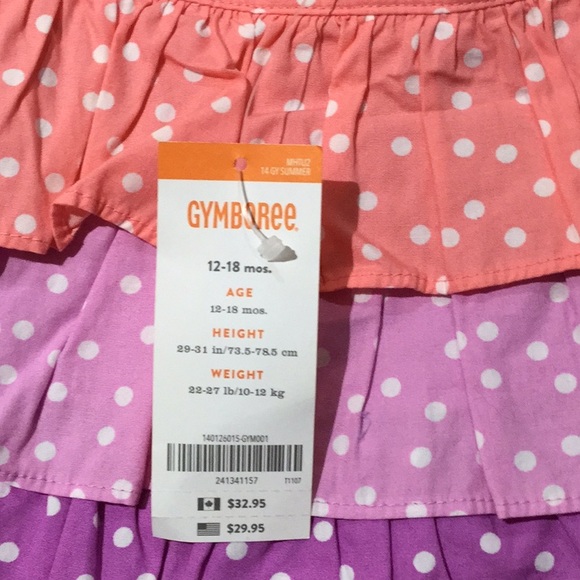 MHTU2
14 GY SUMMER
GYMBOREE
12-18 mos.
AGE
12-18 mos.
HEIGHT
29-31 in/73.5-78.5 cm
WEIGHT
22-27 lb/10-12 kg
140126015-GYM001
241341157 T1107
$32.95
$29.95